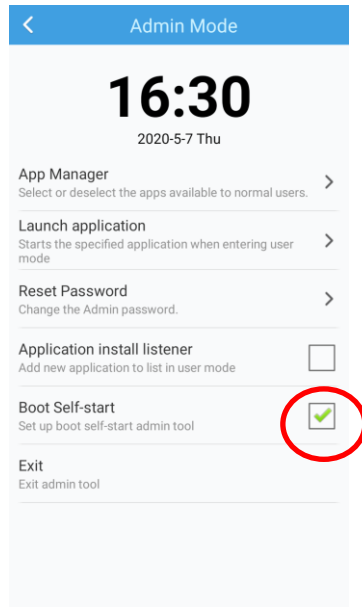 Admin Mode
16:30
2020-5-7 Thu
App Manager
Select or deselect the apps available to normal users.
Launch application
Starts the specified application when entering user
mode
Reset Password
Change the Admin password.
Application install listener
Add new application to list in user mode
Boot Self-start
Set up boot self-start admin tool
Exit
Exit admin tool